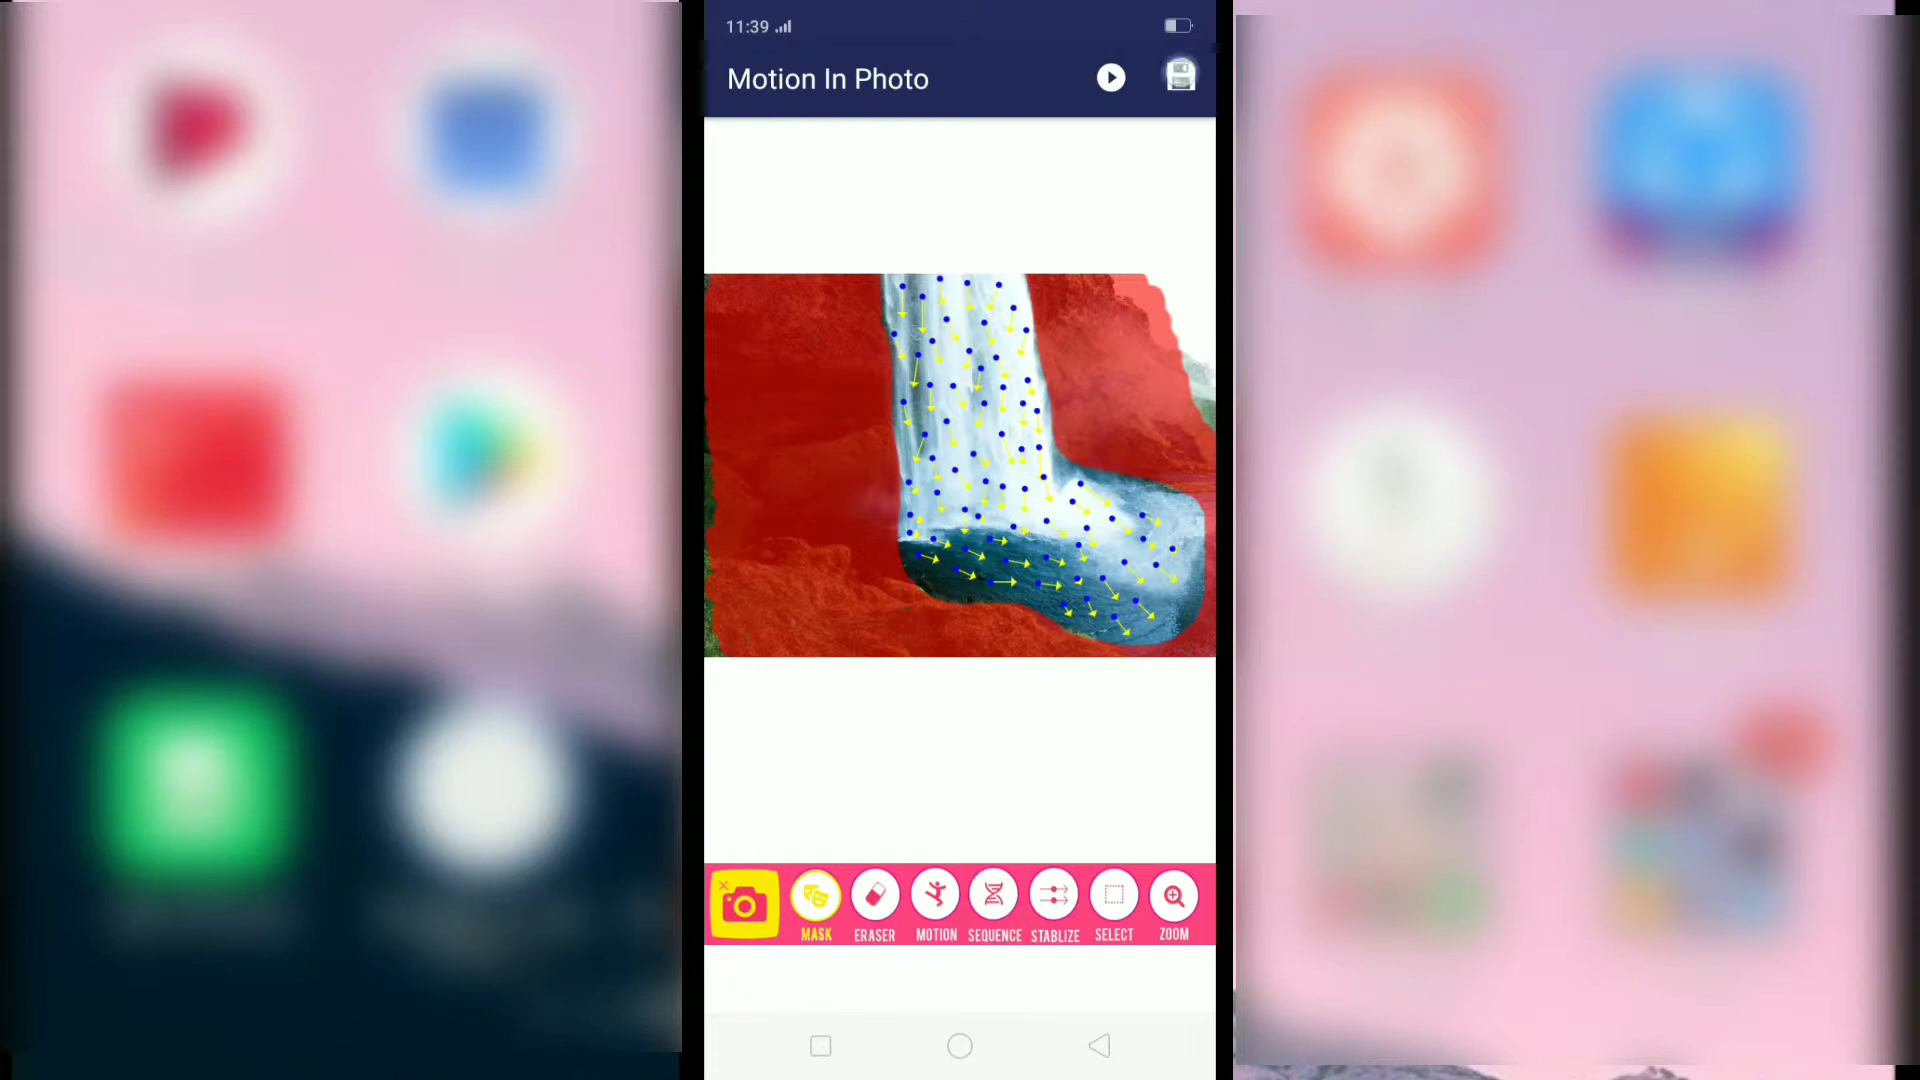 11:39
Motion In Photo
MASK
ERASER
MOTION
SEQUENCE
STABLIZE
SELECT
ZOOM